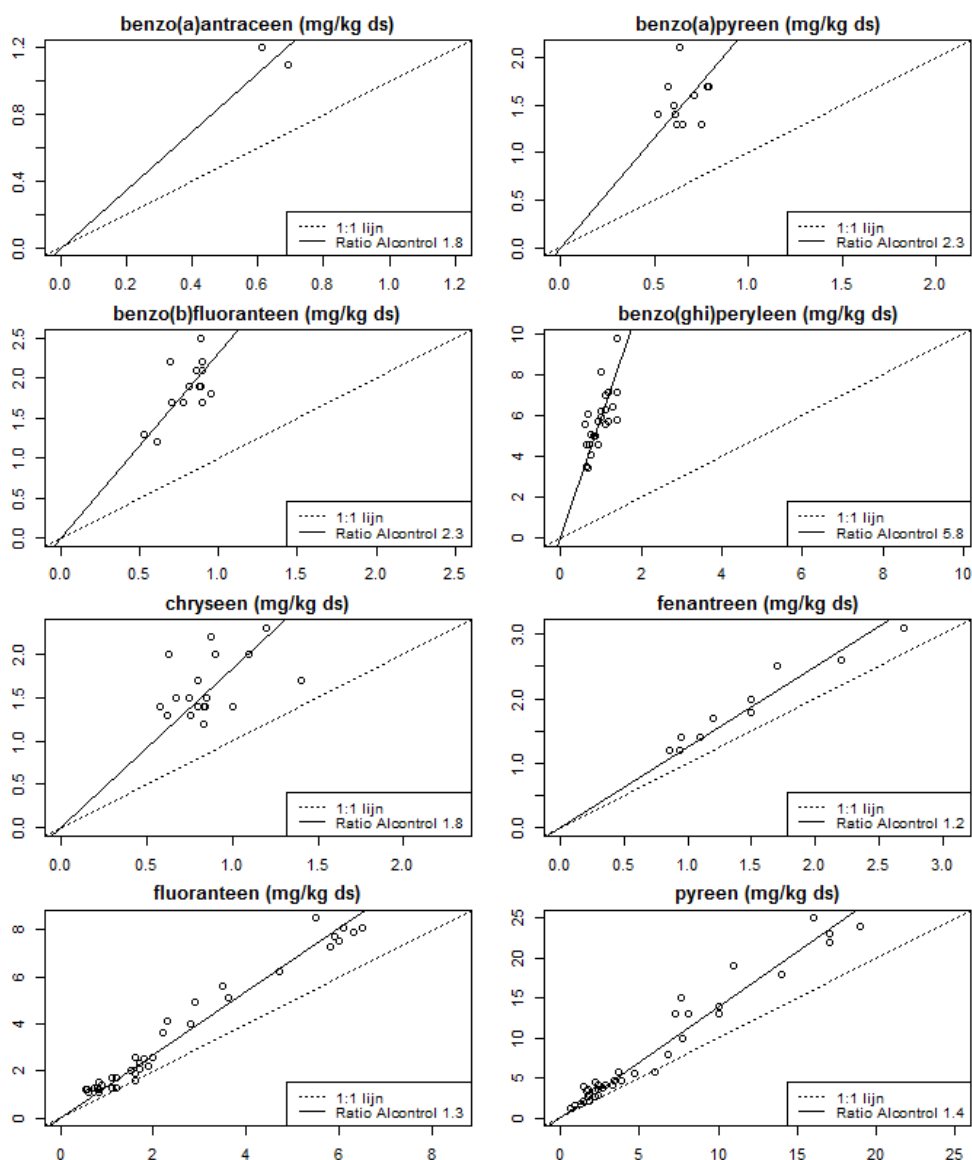 benzo(a)antraceen (mg/kg ds)
1.2
0.8
0.4
0.0
1:1 lijn
Ratio Alcontrol 1.8
0.0 0.2 0.4 0.6 0.8 1.0 1.2
benzo(a)pyreen (mg/kg ds)
2.0
1.5
1.0
0.5
0.0
1:1 lijn
Ratio Alcontrol 2.3
0.0 0.5 1.0 1.5 2.0
benzo(b)fluoranteen (mg/kg ds)
2.5
2.0
1.5
1.0
0.5
0.0
1:1 lijn
Ratio Alcontrol 2.3
0.0 0.5 1.0 1.5 2.0 2.5
benzo(ghi)peryleen (mg/kg ds)
10
8
6
4
2
0
1:1 lijn
Ratio Alcontrol 5.8
0 2 4 6 8 10
chryseen (mg/kg ds)
2.0
1.5
1.0
0.5
0.0
1:1 lijn
Ratio Alcontrol 1.8
0.0 0.5 1.0 1.5 2.0
fenantreen (mg/kg ds)
3.0
2.0
1.0
0.0
1:1 lijn
Ratio Alcontrol 1.2
0.0 0.5 1.0 1.5 2.0 2.5 3.0
fluoranteen (mg/kg ds)
8
6
4
2
0
1:1 lijn
Ratio Alcontrol 1.3
0 2 4 6 8
pyreen (mg/kg ds)
25
20
15
10
5
0
1:1 lijn
Ratio Alcontrol 1.4
0 5 10 15 20 25